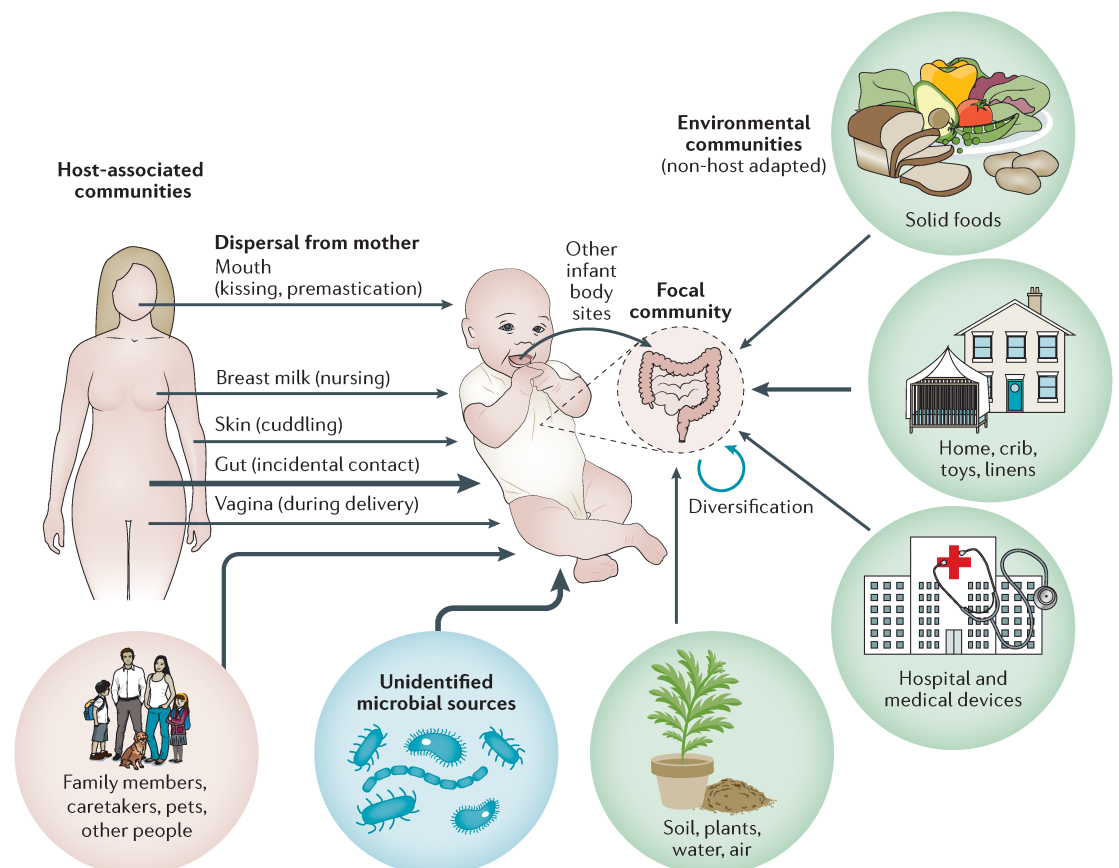 Host-associated
communities
Dispersal from mother
Mouth
(kissing, premastication)
Breast milk (nursing)
Skin (cuddling)
Gut (incidental contact)
Vagina (during delivery)
Other
infant
body
sites
Focal
community
Diversification
Environmental
communities
(non-host adapted)
Solid foods
Home, crib,
toys, linens
Hospital and
medical devices
Family members,
caretakers, pets,
other people
Unidentified
microbial sources
Soil, plants,
water, air